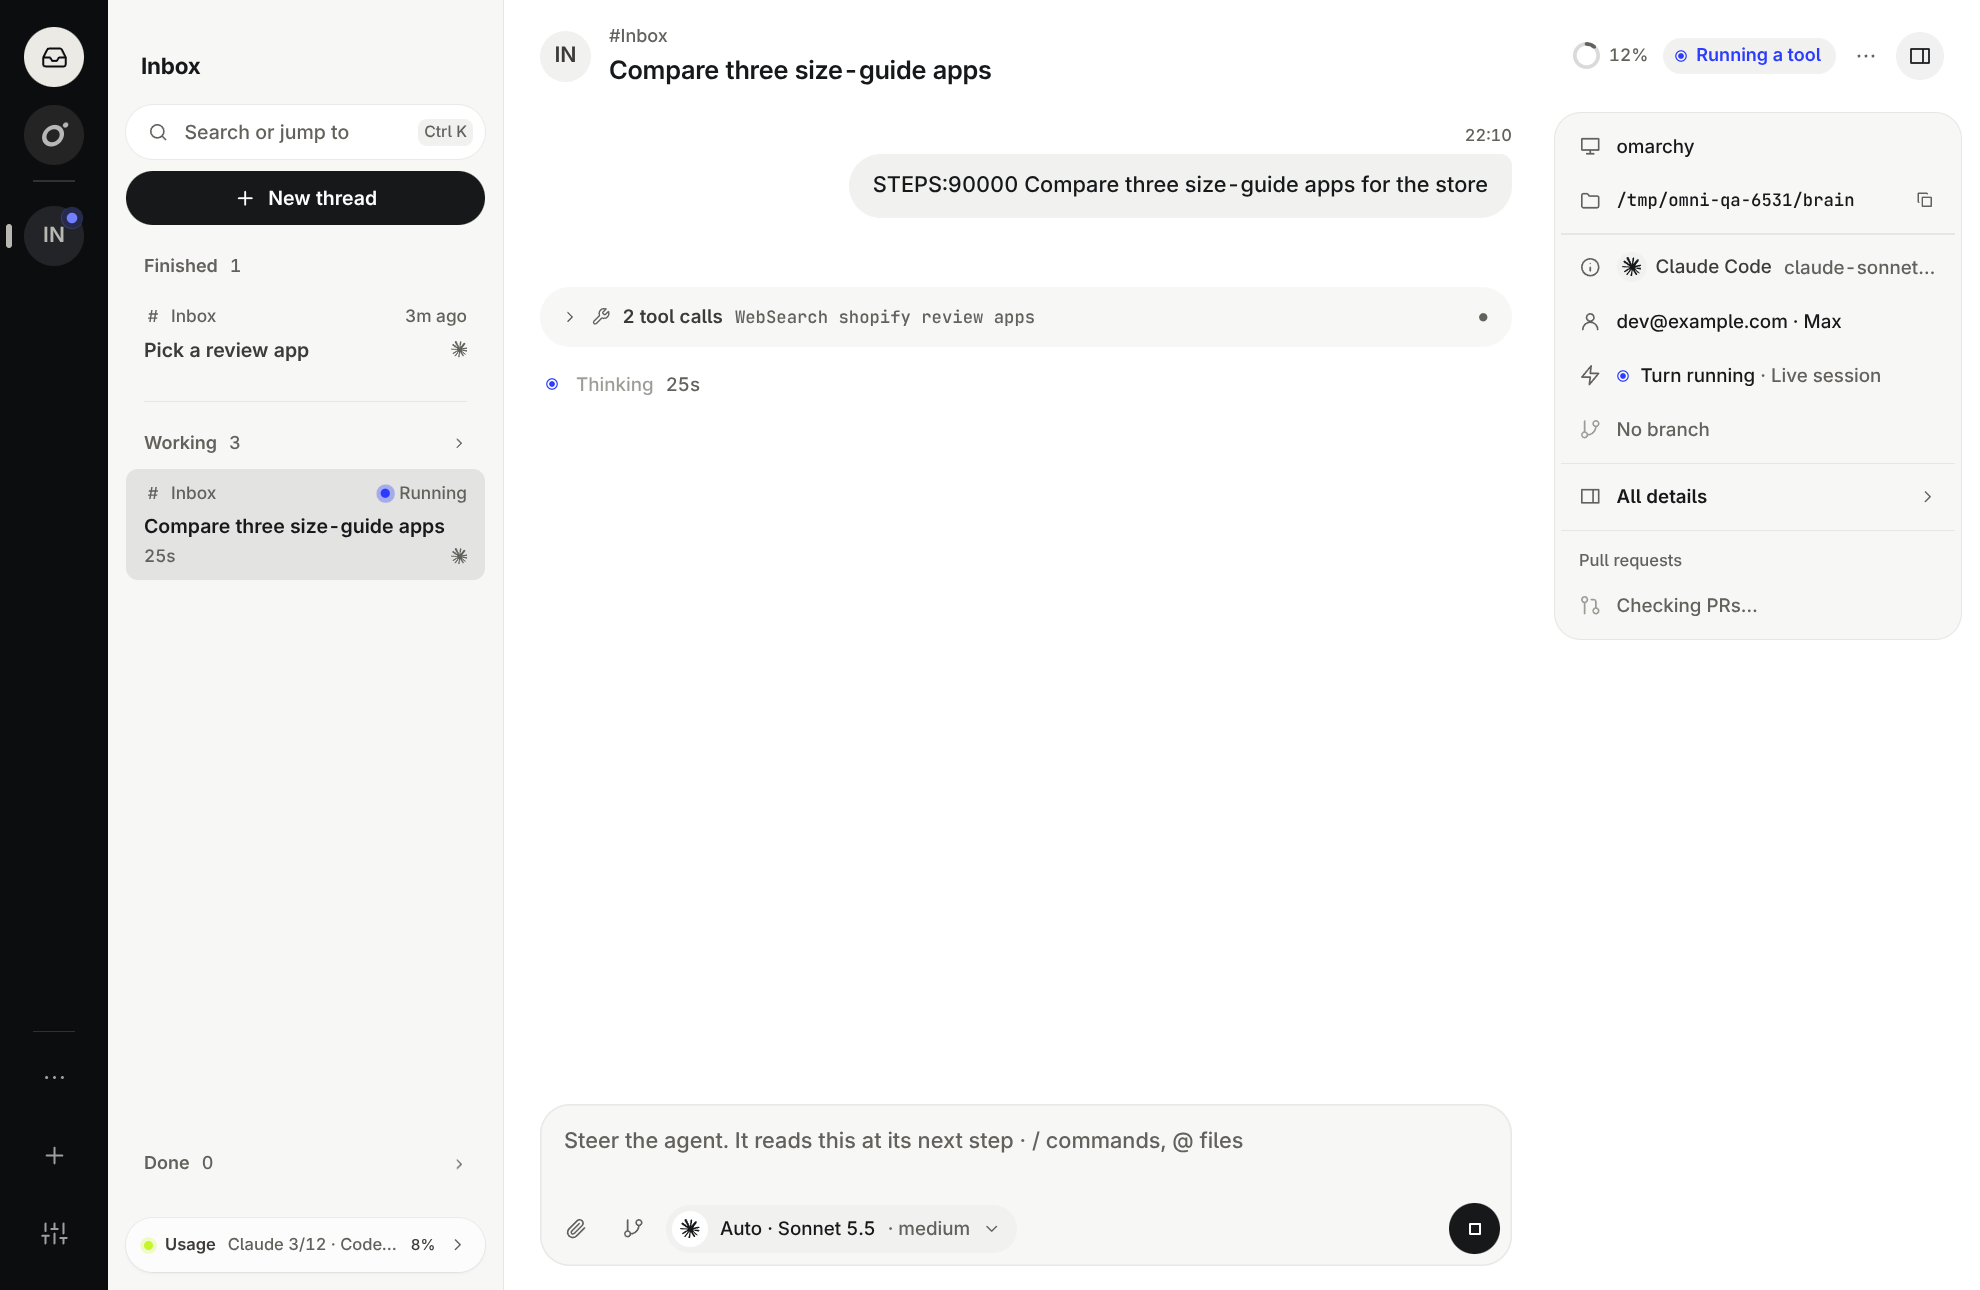 Inbox
Search or jump to
Ctrl K
New thread
Finished 1
# Inbox 3m ago
Pick a review app
Working 3
# Inbox Running
Compare three size-guide apps
25s
Done 0
Usage Claude 3/12 · Code... 8%
IN
IN
#Inbox
Compare three size-guide apps
12%
Running a tool
22:10
STEPS:90000 Compare three size-guide apps for the store
2 tool calls WebSearch shopify review apps
Thinking 25s
Steer the agent. It reads this at its next step · / commands, @ files
Auto · Sonnet 5.5 · medium
omarchy
/tmp/omni-qa-6531/brain
Claude Code claude-sonnet...
dev@example.com · Max
Turn running · Live session
No branch
All details
Pull requests
Checking PRs...